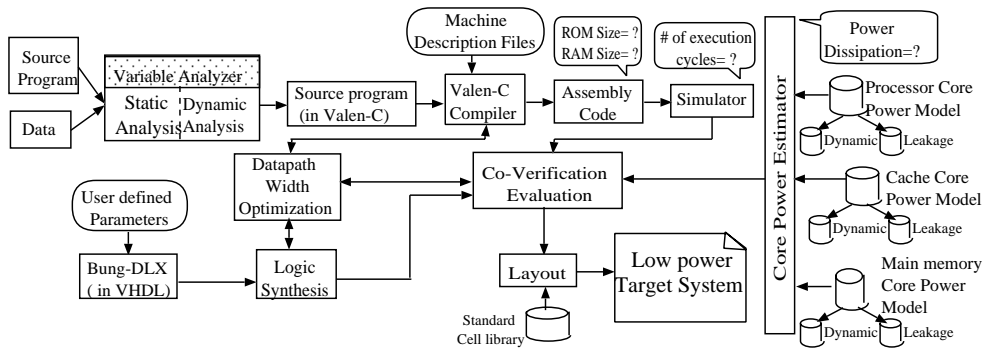 Source
Program
Data
Variable Analyzer
Static
Analysis
Dynamic
Analysis
Source program
(in Valen-C)
Machine
Description Files
Valen-C
Compiler
ROM Size= ?
RAM Size= ?
Assembly
Code
# of execution
cycles= ?
Simulator
Datapath
Width
Optimization
Co-Verification
Evaluation
User defined
Parameters
Bung-DLX
( in VHDL)
Logic
Synthesis
Layout
Standard
Cell library
Low power
Target System
Core Power Estimator
Power
Dissipation=?
Processor Core
Power Model
Dynamic
Leakage
Cache Core
Power Model
Dynamic
Leakage
Main memory
Core Power
Model
Dynamic
Leakage